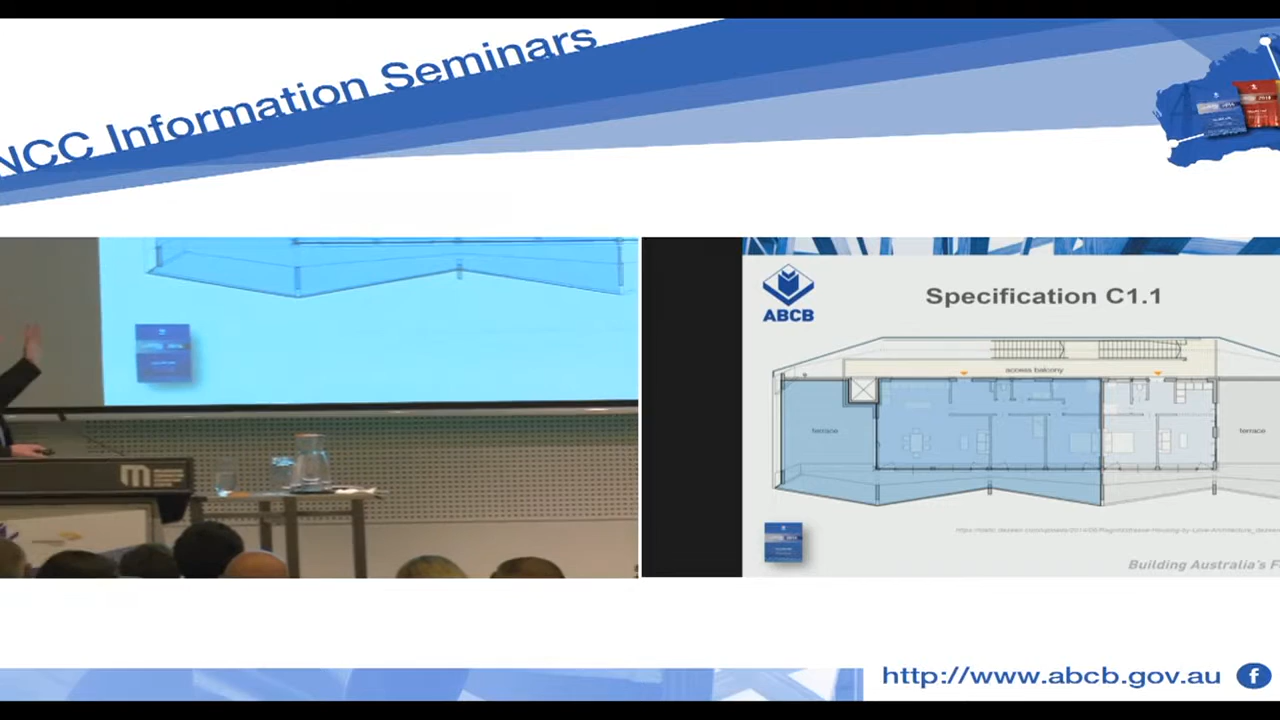 NCC Information Seminars
Specification C1.1
ABCB
access balcony
terrace
terrace
Building Australia's F
http://www.abcb.gov.au
f